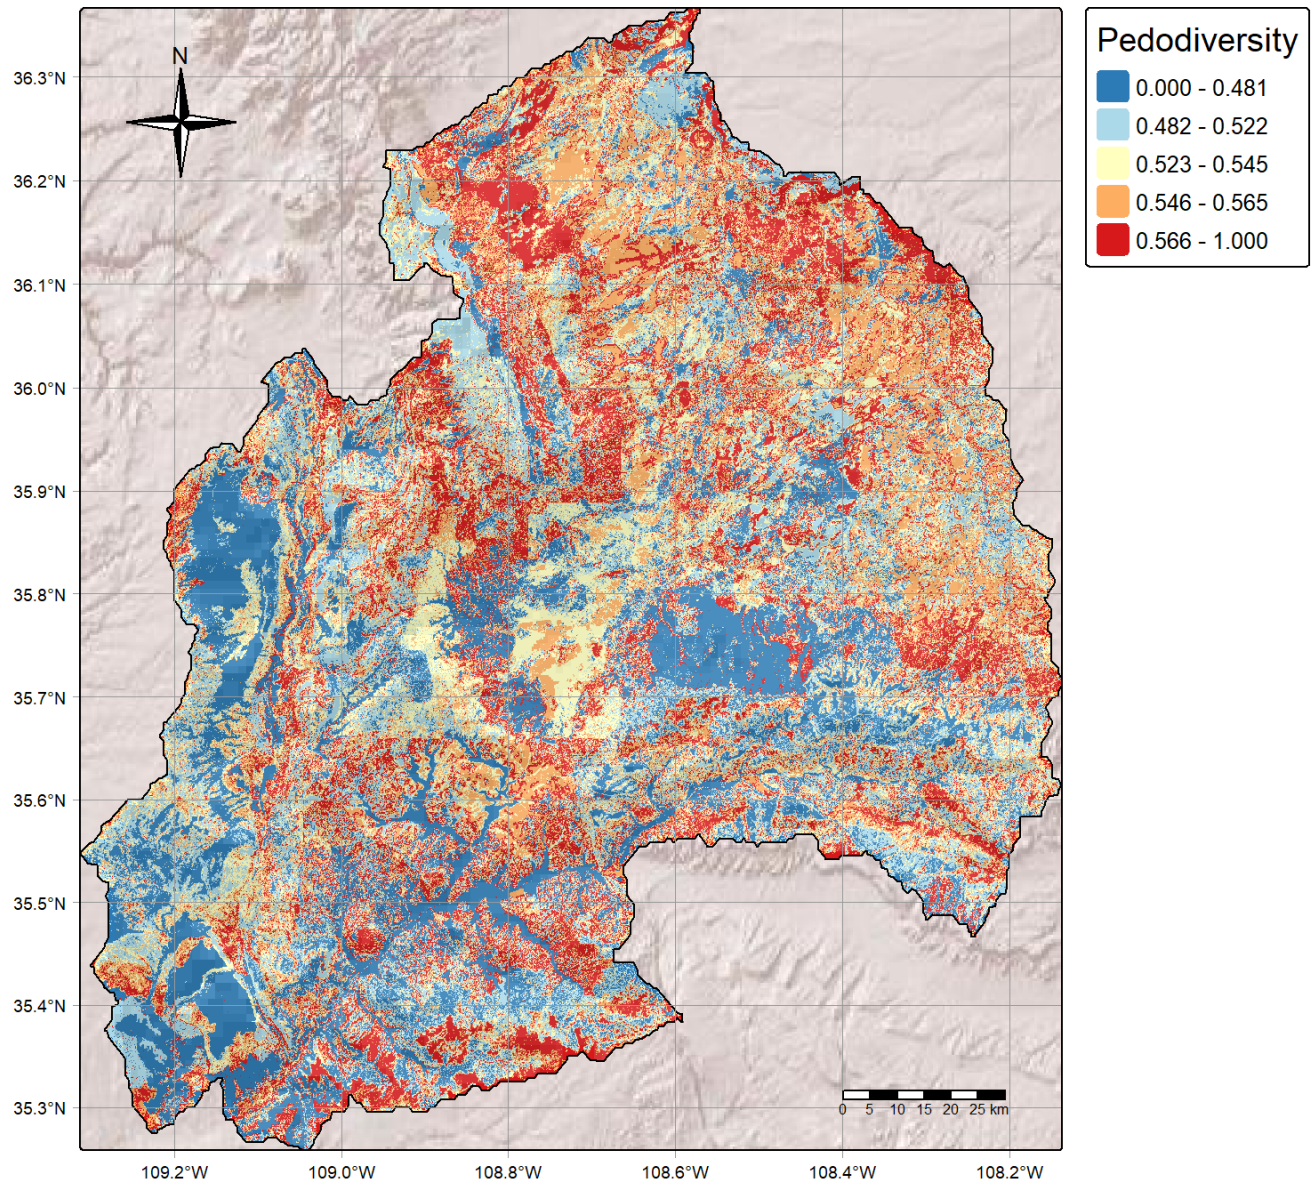 Pedodiversity
0.000 - 0.481
0.482 - 0.522
0.523 - 0.545
0.546 - 0.565
0.566 - 1.000
N
36.3°N
36.2°N
36.1°N
36.0°N
35.9°N
35.8°N
35.7°N
35.6°N
35.5°N
35.4°N
35.3°N
0 5 10 15 20 25 km
109.2°W 109.0°W 108.8°W 108.6°W 108.4°W 108.2°W